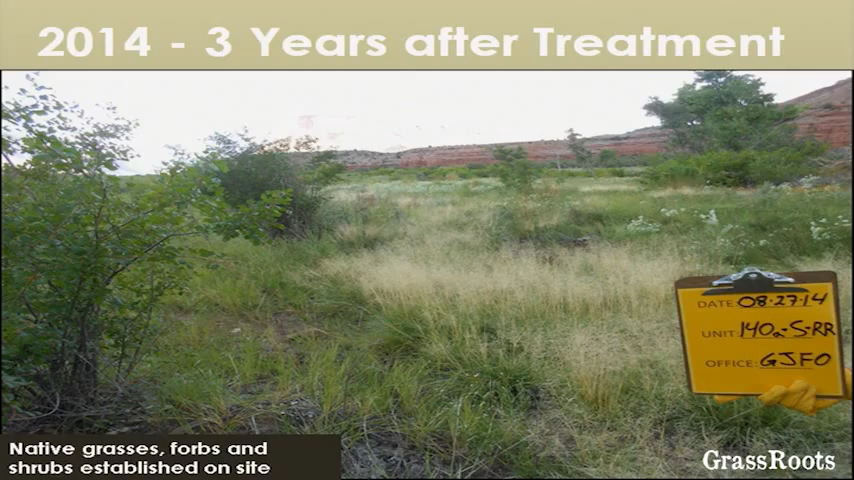 2014 - 3 Years after Treatment
DATE: 08-27-14
UNIT: 140a-S-RR
OFFICE: GJFO
Native grasses, forbs and
shrubs established on site
GrassRoots